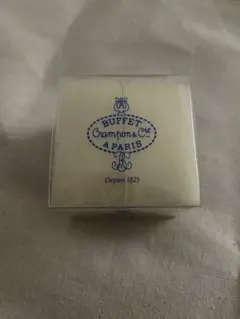 BUFFET
Crampon & Cie
A PARIS
Depuis 1825